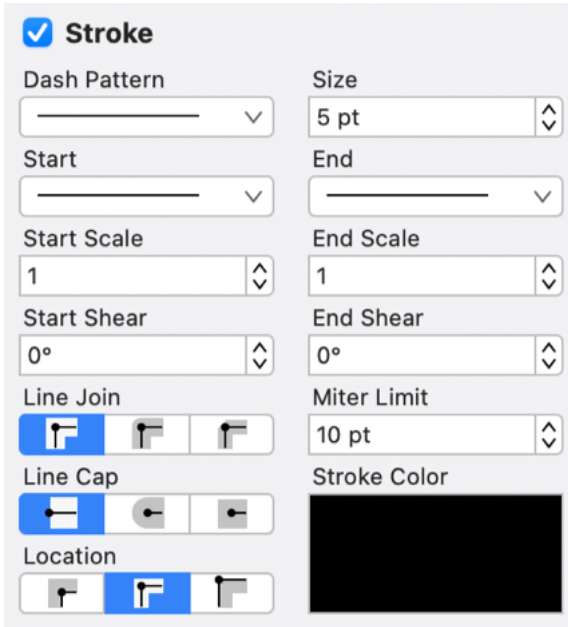 Stroke
Dash Pattern Size
5 pt
Start End
Start Scale End Scale
1 1
Start Shear End Shear
0° 0°
Line Join Miter Limit
10 pt
Line Cap Stroke Color
Location